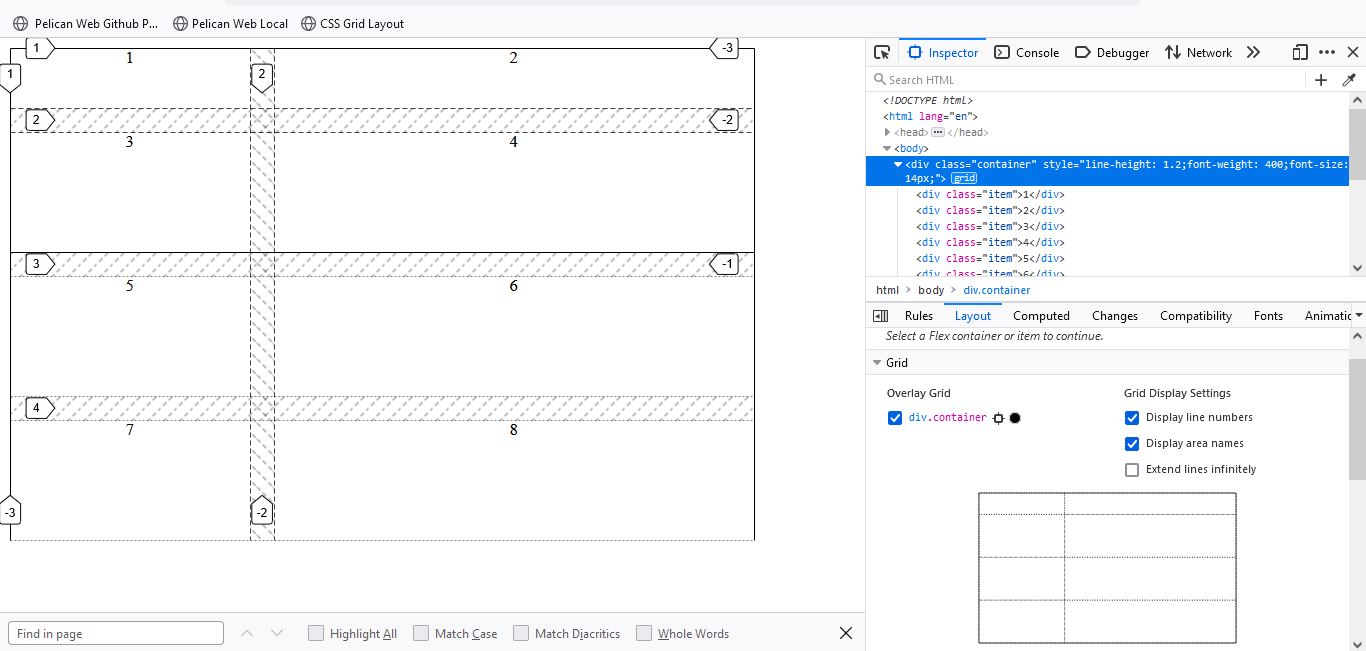 Pelican Web Github P... Pelican Web Local CSS Grid Layout
1 1 2 -3
1 2
2 -2
3 4
3 -1
5 6
4
7 8
-3 -2
Find in page Highlight All Match Case Match Diacritics Whole Words
Inspector Console Debugger Network
Search HTML
<!DOCTYPE html>
<html lang="en">
<head> ••• </head>
<body>
<div class="container" style="line-height: 1.2;font-weight: 400;font-size:
14px;"> grid
<div class="item">1</div>
<div class="item">2</div>
<div class="item">3</div>
<div class="item">4</div>
<div class="item">5</div>
<div class="item">6</div>
html > body > div.container
Rules Layout Computed Changes Compatibility Fonts Animatic
Select a Flex container or item to continue.
Grid
Overlay Grid Grid Display Settings
div.container Display line numbers
Display area names
Extend lines infinitely